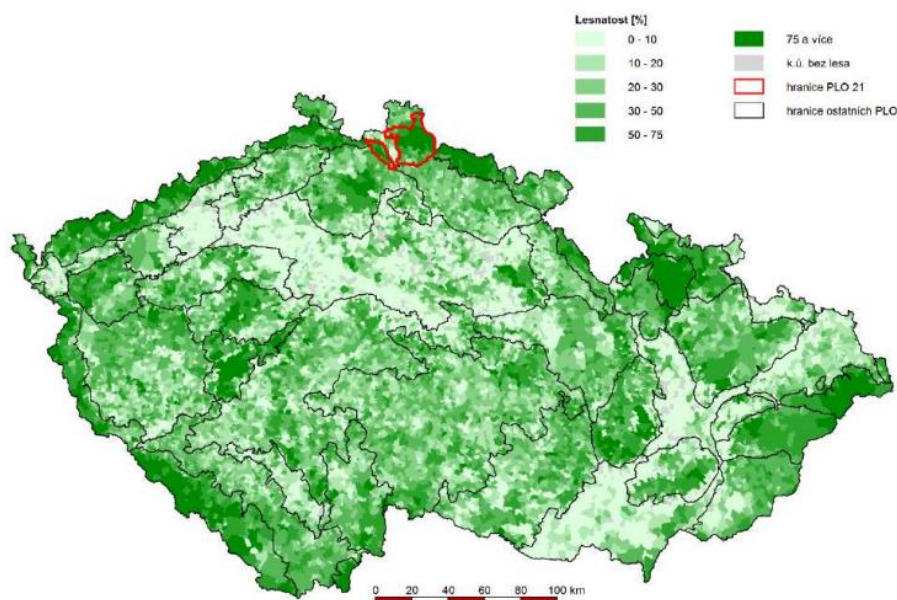 Lesnatost [%]
0 - 10
10 - 20
20 - 30
30 - 50
50 - 75
75 a více
k.ú. bez lesa
hranice PLO 21
hranice ostatních PLO
0 20 40 60 80 100 km